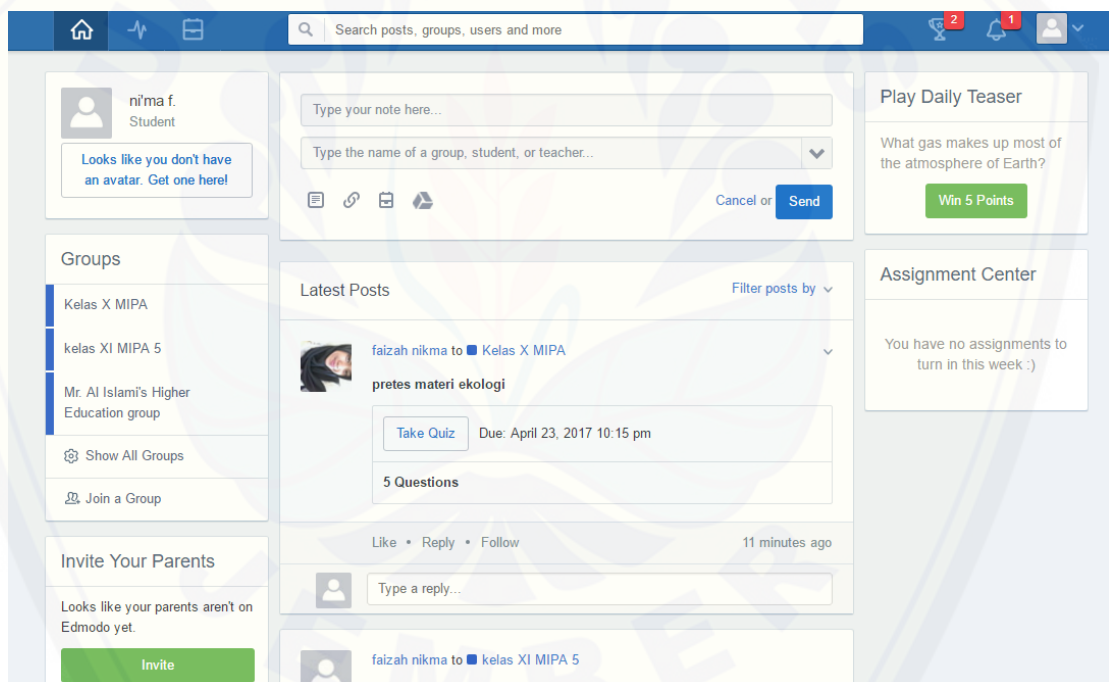 Search posts, groups, users and more
2
1
ni'ma f.
Student
Looks like you don't have
an avatar. Get one here!
Groups
Kelas X MIPA
kelas XI MIPA 5
Mr. Al Islami's Higher
Education group
Show All Groups
Join a Group
Invite Your Parents
Looks like your parents aren't on
Edmodo yet.
Invite
Type your note here...
Type the name of a group, student, or teacher...
Cancel or Send
Latest Posts
Filter posts by
faizah nikma to Kelas X MIPA
pretes materi ekologi
Take Quiz Due: April 23, 2017 10:15 pm
5 Questions
Like • Reply • Follow 11 minutes ago
Type a reply...
faizah nikma to kelas XI MIPA 5
Play Daily Teaser
What gas makes up most of
the atmosphere of Earth?
Win 5 Points
Assignment Center
You have no assignments to
turn in this week :)